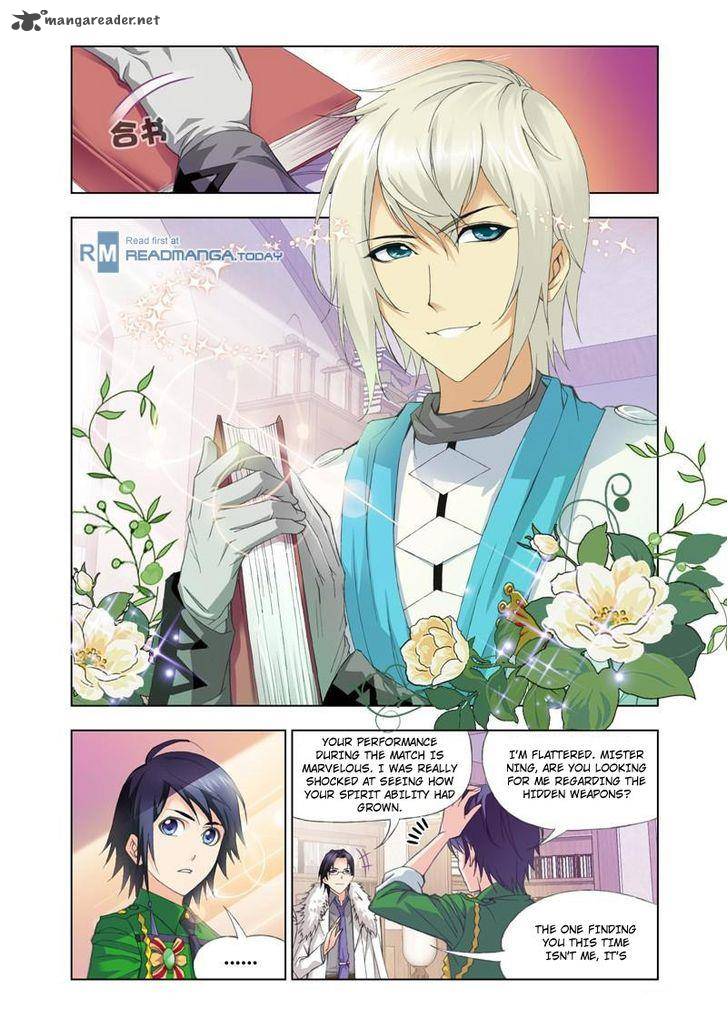 mangareader.net
合书
RM
Read first at
READMANGA.TODAY
YOUR PERFORMANCE
DURING THE MATCH IS
MARVELOUS. I WAS REALLY
SHOCKED AT SEEING HOW
YOUR SPIRIT ABILITY HAD
GROWN.
I'M FLATTERED. MISTER
NING, ARE YOU LOOKING
FOR ME REGARDING THE
HIDDEN WEAPONS?
......
THE ONE FINDING
YOU THIS TIME
ISN'T ME, IT'S